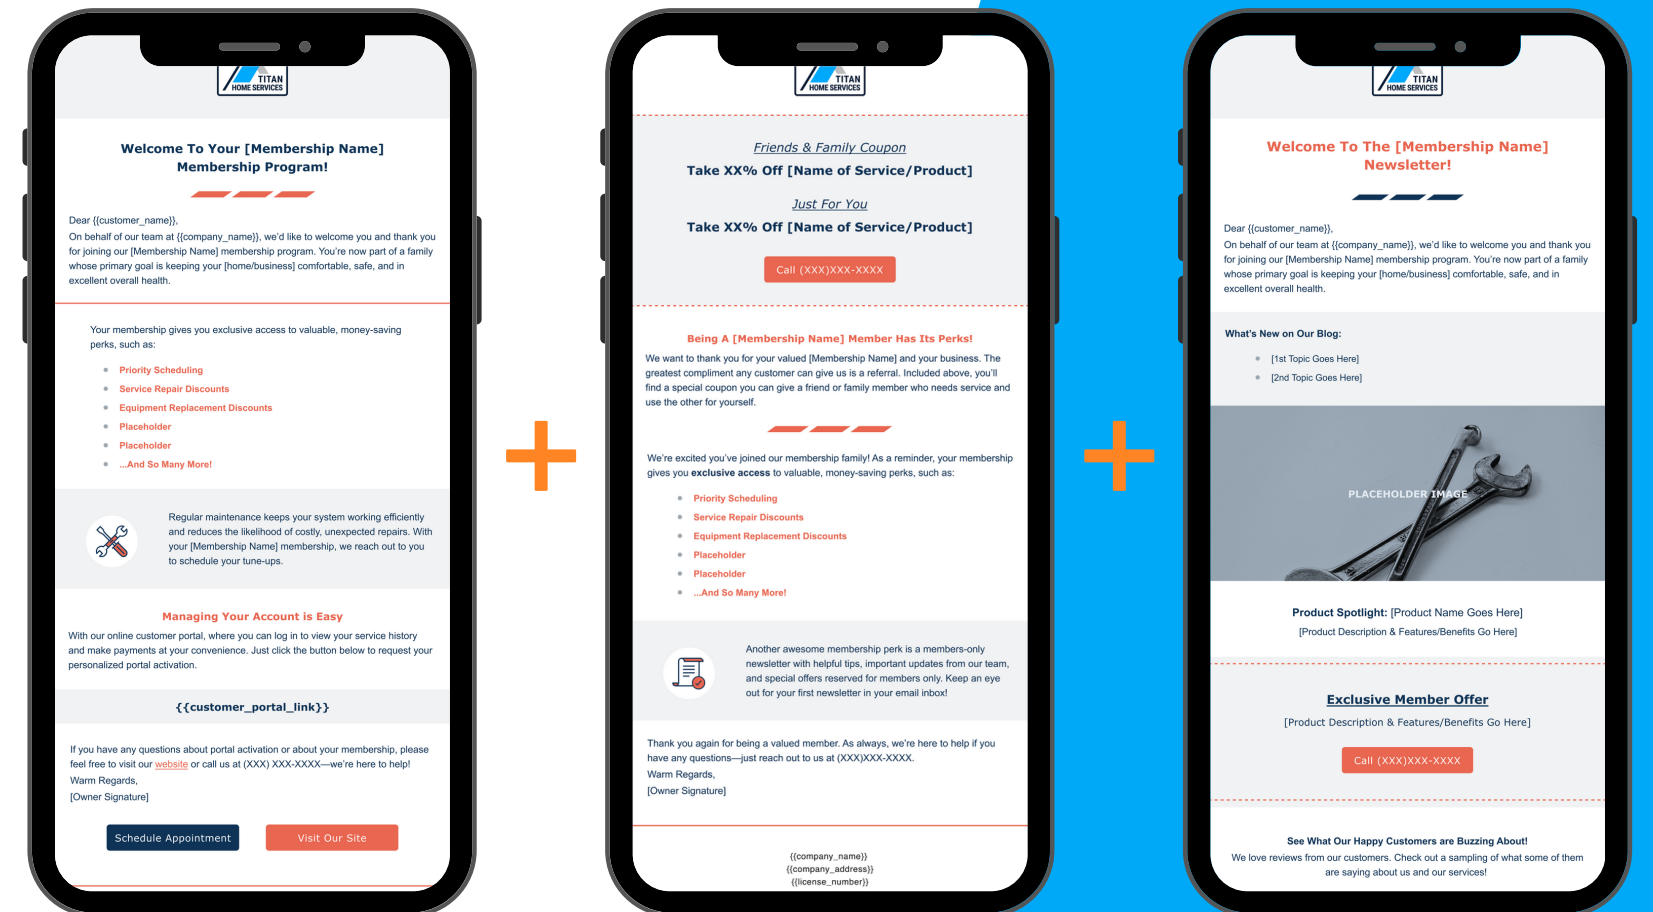 TITAN
HOME SERVICES
Welcome To Your [Membership Name]
Membership Program!
Dear {{customer_name}},
On behalf of our team at {{company_name}}, we'd like to welcome you and thank you
for joining our [Membership Name] membership program. You're now part of a family
whose primary goal is keeping your [home/business] comfortable, safe, and in
excellent overall health.
Your membership gives you exclusive access to valuable, money-saving
perks, such as:
Priority Scheduling
Service Repair Discounts
Equipment Replacement Discounts
Placeholder
Placeholder
...And So Many More!
Regular maintenance keeps your system working efficiently
and reduces the likelihood of costly, unexpected repairs. With
your [Membership Name] membership, we reach out to you
to schedule your tune-ups.
Managing Your Account is Easy
With our online customer portal, where you can log in to view your service history
and make payments at your convenience. Just click the button below to request your
personalized portal activation.
{{customer_portal_link}}
If you have any questions about portal activation or about your membership, please
feel free to visit our website or call us at (XXX) XXX-XXXX—we're here to help!
Warm Regards,
[Owner Signature]
Schedule Appointment
Visit Our Site
TITAN
HOME SERVICES
Friends & Family Coupon
Take XX% Off [Name of Service/Product]
Just For You
Take XX% Off [Name of Service/Product]
Call (XXX)XXX-XXXX
Being A [Membership Name] Member Has Its Perks!
We want to thank you for your valued [Membership Name] and your business. The
greatest compliment any customer can give us is a referral. Included above, you'll
find a special coupon you can give a friend or family member who needs service and
use the other for yourself.
We're excited you've joined our membership family! As a reminder, your membership
gives you exclusive access to valuable, money-saving perks, such as:
Priority Scheduling
Service Repair Discounts
Equipment Replacement Discounts
Placeholder
Placeholder
...And So Many More!
Another awesome membership perk is a members-only
newsletter with helpful tips, important updates from our team,
and special offers reserved for members only. Keep an eye
out for your first newsletter in your email inbox!
Thank you again for being a valued member. As always, we're here to help if you
have any questions—just reach out to us at (XXX)XXX-XXXX.
Warm Regards,
[Owner Signature]
{{company_name}}
{{company_address}}
{{license_number}}
TITAN
HOME SERVICES
Welcome To The [Membership Name]
Newsletter!
Dear {{customer_name}},
On behalf of our team at {{company_name}}, we'd like to welcome you and thank you
for joining our [Membership Name] membership program. You're now part of a family
whose primary goal is keeping your [home/business] comfortable, safe, and in
excellent overall health.
What's New on Our Blog:
[1st Topic Goes Here]
[2nd Topic Goes Here]
PLACEHOLDER IMAGE
Product Spotlight: [Product Name Goes Here]
[Product Description & Features/Benefits Go Here]
Exclusive Member Offer
[Product Description & Features/Benefits Go Here]
Call (XXX)XXX-XXXX
See What Our Happy Customers are Buzzing About!
We love reviews from our customers. Check out a sampling of what some of them
are saying about us and our services!